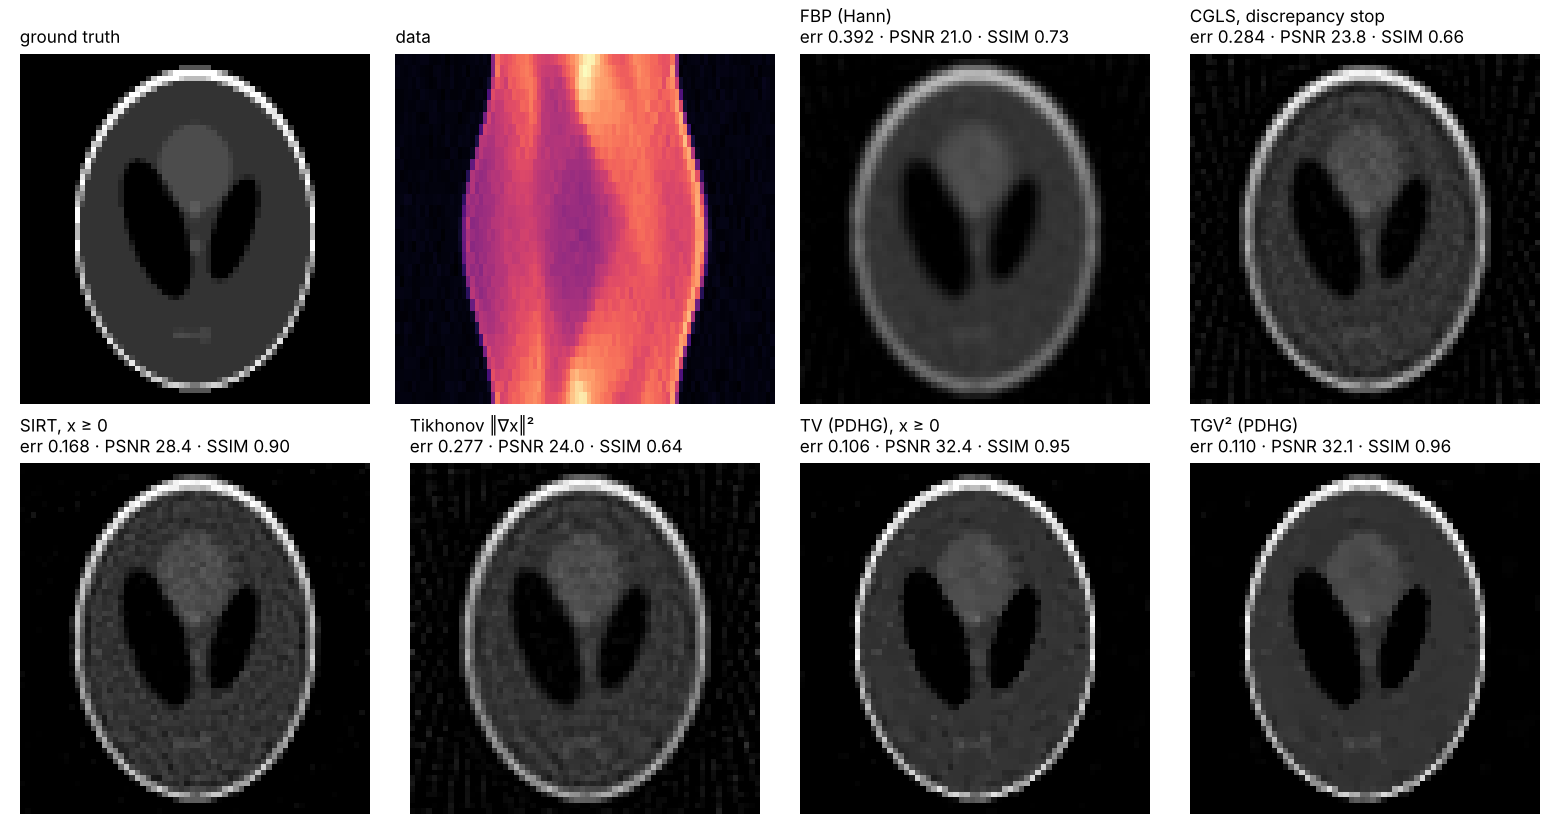 ground truth
data
FBP (Hann)
err 0.392 · PSNR 21.0 · SSIM 0.73
CGLS, discrepancy stop
err 0.284 · PSNR 23.8 · SSIM 0.66
SIRT, x ≥ 0
err 0.168 · PSNR 28.4 · SSIM 0.90
Tikhonov ‖∇x‖²
err 0.277 · PSNR 24.0 · SSIM 0.64
TV (PDHG), x ≥ 0
err 0.106 · PSNR 32.4 · SSIM 0.95
TGV² (PDHG)
err 0.110 · PSNR 32.1 · SSIM 0.96